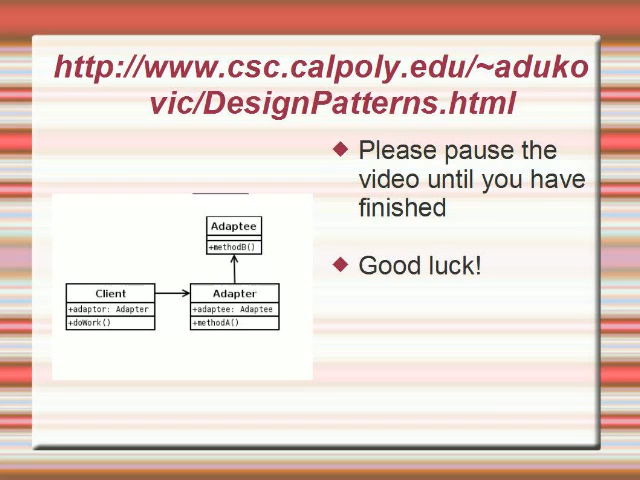 http://www.csc.calpoly.edu/~aduko
vic/DesignPatterns.html
Please pause the
video until you have
finished
Good luck!
Adaptee
+methodB()
Client
+adaptor: Adapter
+doWork()
Adapter
+adaptee: Adaptee
+methodA()